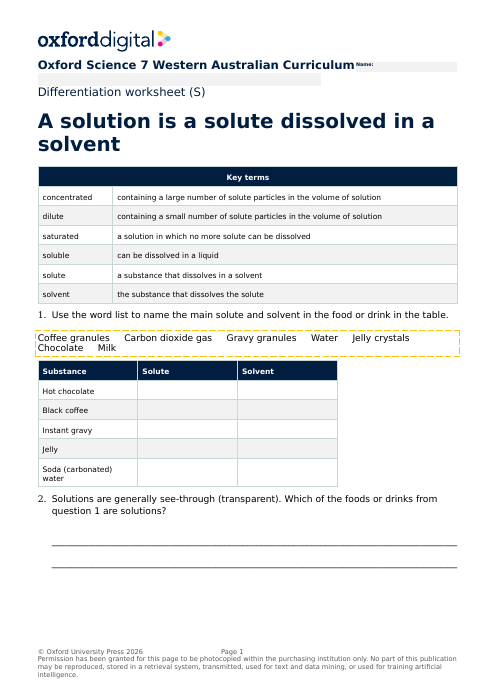 oxforddigital
Oxford Science 7 Western Australian Curriculum Name:
Differentiation worksheet (S)
A solution is a solute dissolved in a
solvent
Key terms
concentrated containing a large number of solute particles in the volume of solution
dilute containing a small number of solute particles in the volume of solution
saturated a solution in which no more solute can be dissolved
soluble can be dissolved in a liquid
solute a substance that dissolves in a solvent
solvent the substance that dissolves the solute
1. Use the word list to name the main solute and solvent in the food or drink in the table.
Coffee granules Carbon dioxide gas Gravy granules Water Jelly crystals
Chocolate Milk
Substance Solute Solvent
Hot chocolate
Black coffee
Instant gravy
Jelly
Soda (carbonated)
water
2. Solutions are generally see-through (transparent). Which of the foods or drinks from
question 1 are solutions?
© Oxford University Press 2026 Page 1
Permission has been granted for this page to be photocopied within the purchasing institution only. No part of this publication
may be reproduced, stored in a retrieval system, transmitted, used for text and data mining, or used for training artificial
intelligence.